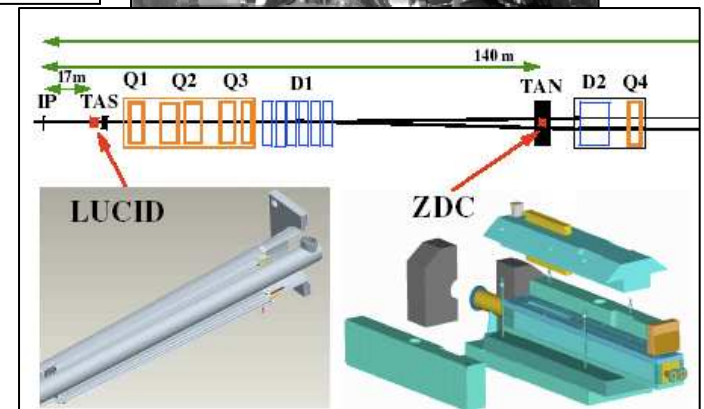 140 m
17m
Q1 Q2 Q3 D1 TAN D2 Q4
IP TAS
LUCID
ZDC